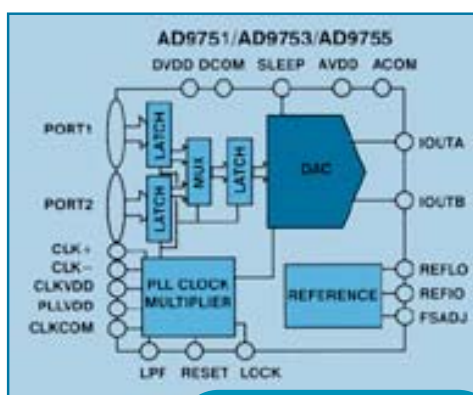 AD9751/AD9753/AD9755
DVDD DCOM SLEEP AVDD ACOM
PORT1
LATCH
MUX
LATCH
DAC
IOUTA
PORT2
LATCH
IOUTB
CLK+
CLK−
CLKVDD
PLLVDD
CLKCOM
PLL CLOCK
MULTIPLIER
REFERENCE
REFLO
REFIO
FSADJ
LPF RESET LOCK